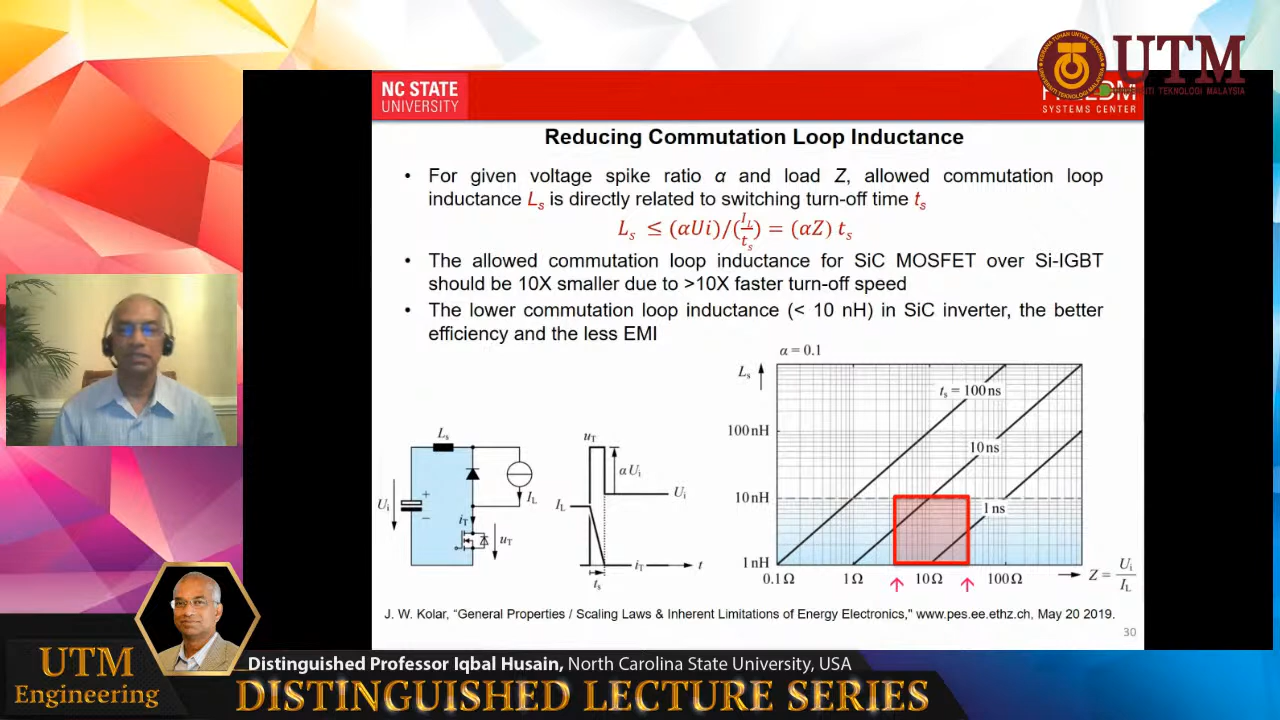 UTM
UNIVERSITI TEKNOLOGI MALAYSIA
NC STATE
UNIVERSITY
SYSTEMS CENTER
Reducing Commutation Loop Inductance
• For given voltage spike ratio α and load Z, allowed commutation loop
inductance Ls is directly related to switching turn-off time ts
Ls ≤ (αUi)/(IL/ts) = (αZ) ts
• The allowed commutation loop inductance for SiC MOSFET over Si-IGBT
should be 10X smaller due to >10X faster turn-off speed
• The lower commutation loop inductance (< 10 nH) in SiC inverter, the better
efficiency and the less EMI
α = 0.1
Ls
ts = 100 ns
100 nH
10 ns
10 nH
1 ns
1 nH
0.1 Ω 1 Ω 10 Ω 100 Ω Z = Ui/IL
Ls
Ui
+
−
IL
iT
uT
uT
α Ui
Ui
IL
iT
t
ts
J. W. Kolar, “General Properties / Scaling Laws & Inherent Limitations of Energy Electronics," www.pes.ee.ethz.ch, May 20 2019.
30
UTM
Engineering
Distinguished Professor Iqbal Husain, North Carolina State University, USA
DISTINGUISHED LECTURE SERIES